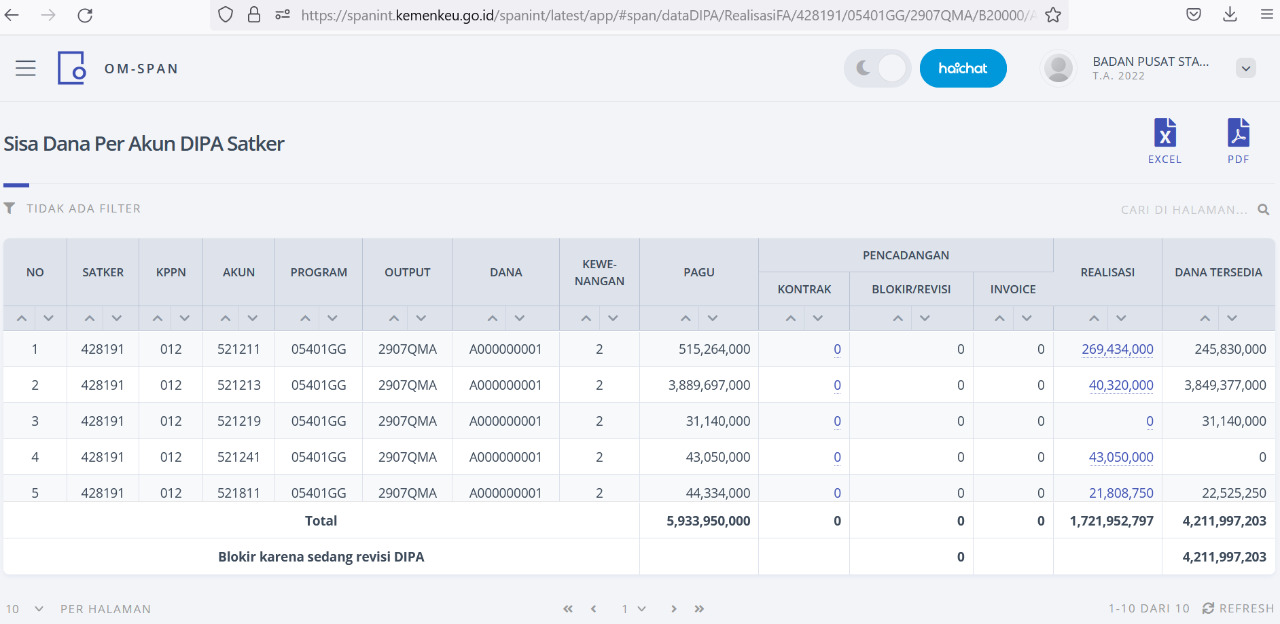 https://spanint.kemenkeu.go.id/spanint/latest/app/#span/dataDIPA/RealisasiFA/428191/05401GG/2907QMA/B20000/
OM-SPAN
haichat
BADAN PUSAT STA...
T.A. 2022
Sisa Dana Per Akun DIPA Satker
EXCEL
PDF
TIDAK ADA FILTER
CARI DI HALAMAN...
NO SATKER KPPN AKUN PROGRAM OUTPUT DANA KEWE-NANGAN PAGU PENCADANGAN REALISASI DANA TERSEDIA
KONTRAK BLOKIR/REVISI INVOICE
1 428191 012 521211 05401GG 2907QMA A000000001 2 515,264,000 0 0 0 269,434,000 245,830,000
2 428191 012 521213 05401GG 2907QMA A000000001 2 3,889,697,000 0 0 0 40,320,000 3,849,377,000
3 428191 012 521219 05401GG 2907QMA A000000001 2 31,140,000 0 0 0 0 31,140,000
4 428191 012 521241 05401GG 2907QMA A000000001 2 43,050,000 0 0 0 43,050,000 0
5 428191 012 521811 05401GG 2907QMA A000000001 2 44,334,000 0 0 0 21,808,750 22,525,250
Total 5,933,950,000 0 0 0 1,721,952,797 4,211,997,203
Blokir karena sedang revisi DIPA 0 4,211,997,203
10 PER HALAMAN « ‹ 1 › » 1-10 DARI 10 REFRESH